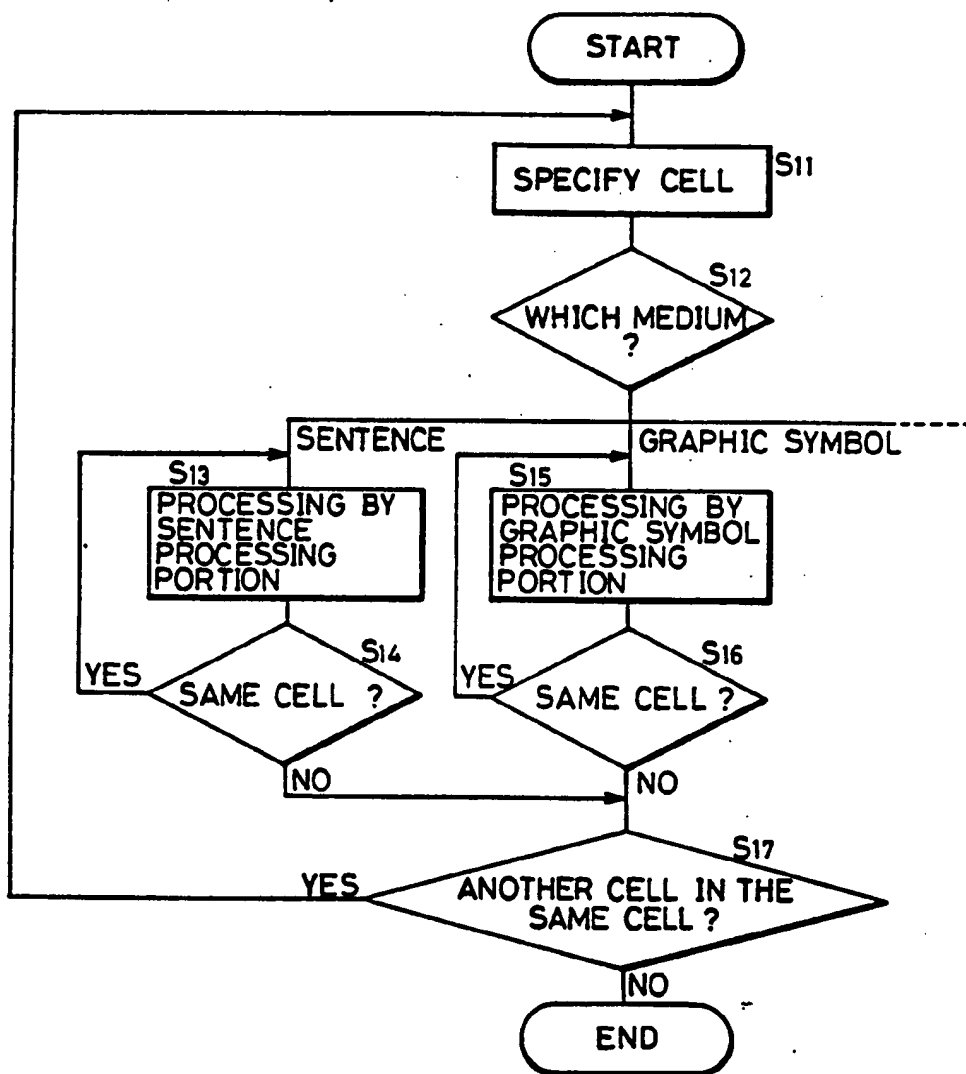 START
SPECIFY CELL
S11
S12
WHICH MEDIUM
?
SENTENCE
GRAPHIC SYMBOL
S13
PROCESSING BY
SENTENCE
PROCESSING
PORTION
S15
PROCESSING BY
GRAPHIC SYMBOL
PROCESSING
PORTION
S14
YES
SAME CELL ?
NO
S16
YES
SAME CELL ?
NO
S17
YES
ANOTHER CELL IN THE
SAME CELL ?
NO
END